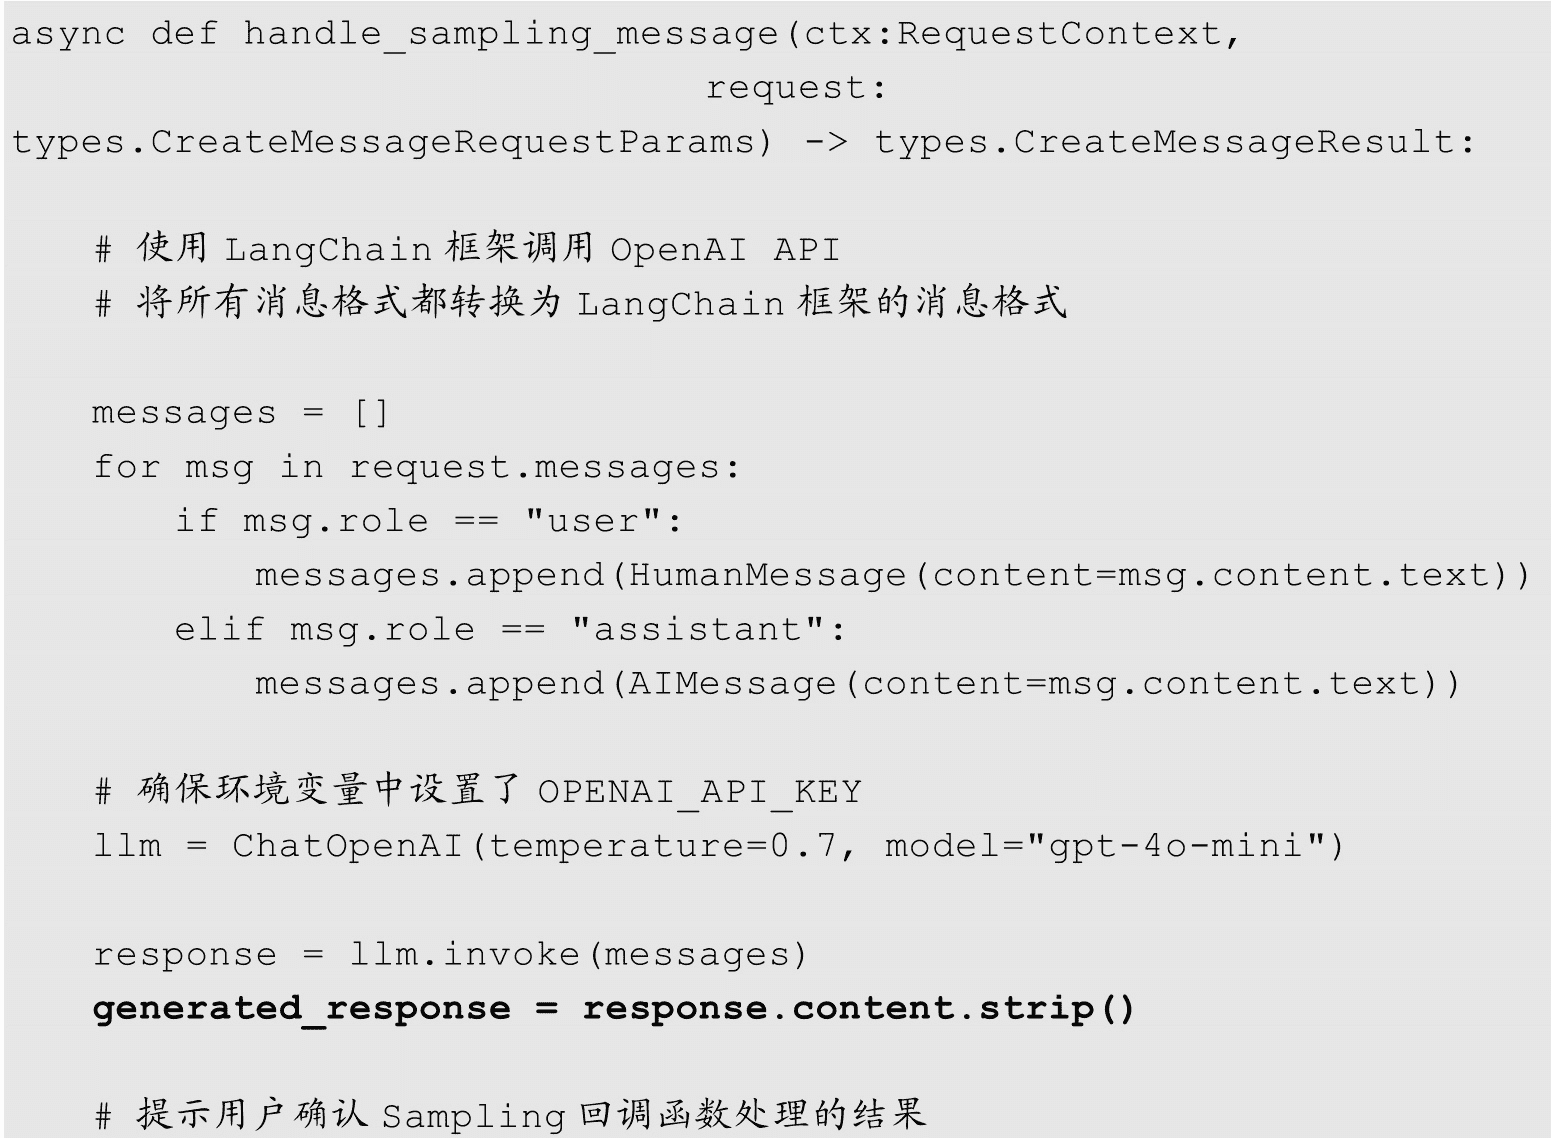 async def handle_sampling_message(ctx:RequestContext,
request:
types.CreateMessageRequestParams) -> types.CreateMessageResult:
# 使用 LangChain 框架调用 OpenAI API
# 将所有消息格式都转换为 LangChain 框架的消息格式
messages = []
for msg in request.messages:
if msg.role == "user":
messages.append(HumanMessage(content=msg.content.text))
elif msg.role == "assistant":
messages.append(AIMessage(content=msg.content.text))
# 确保环境变量中设置了 OPENAI_API_KEY
llm = ChatOpenAI(temperature=0.7, model="gpt-4o-mini")
response = llm.invoke(messages)
generated_response = response.content.strip()
# 提示用户确认 Sampling 回调函数处理的结果